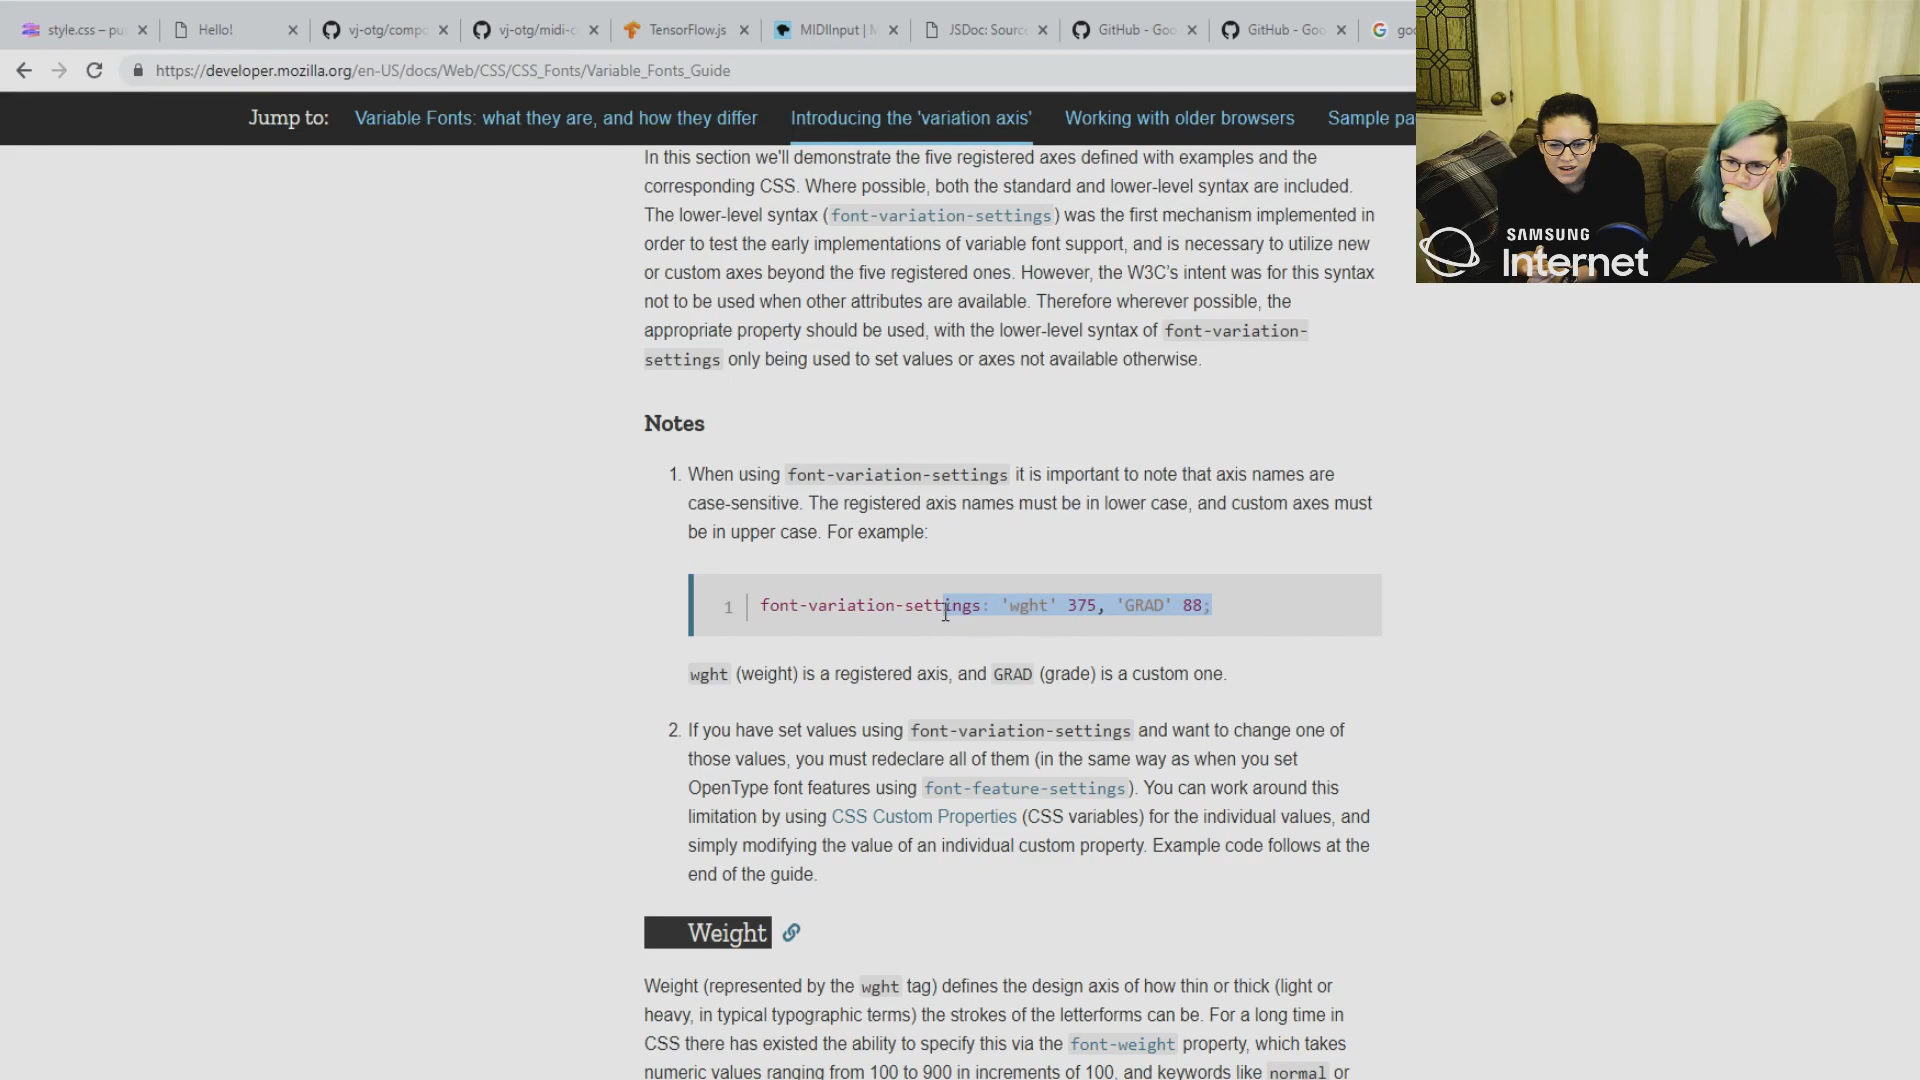 style.css – pu
Hello!
vj-otg/compo
vj-otg/midi-c
TensorFlow.js
MIDIInput | M
JSDoc: Source
GitHub - Goo
GitHub - Goo
goo
https://developer.mozilla.org/en-US/docs/Web/CSS/CSS_Fonts/Variable_Fonts_Guide
Jump to: Variable Fonts: what they are, and how they differ Introducing the 'variation axis' Working with older browsers Sample pa
SAMSUNG
Internet
In this section we'll demonstrate the five registered axes defined with examples and the
corresponding CSS. Where possible, both the standard and lower-level syntax are included.
The lower-level syntax (font-variation-settings) was the first mechanism implemented in
order to test the early implementations of variable font support, and is necessary to utilize new
or custom axes beyond the five registered ones. However, the W3C's intent was for this syntax
not to be used when other attributes are available. Therefore wherever possible, the
appropriate property should be used, with the lower-level syntax of font-variation-
settings only being used to set values or axes not available otherwise.
Notes
1. When using font-variation-settings it is important to note that axis names are
case-sensitive. The registered axis names must be in lower case, and custom axes must
be in upper case. For example:
1 font-variation-settings: 'wght' 375, 'GRAD' 88;
wght (weight) is a registered axis, and GRAD (grade) is a custom one.
2. If you have set values using font-variation-settings and want to change one of
those values, you must redeclare all of them (in the same way as when you set
OpenType font features using font-feature-settings). You can work around this
limitation by using CSS Custom Properties (CSS variables) for the individual values, and
simply modifying the value of an individual custom property. Example code follows at the
end of the guide.
Weight
Weight (represented by the wght tag) defines the design axis of how thin or thick (light or
heavy, in typical typographic terms) the strokes of the letterforms can be. For a long time in
CSS there has existed the ability to specify this via the font-weight property, which takes
numeric values ranging from 100 to 900 in increments of 100, and keywords like normal or